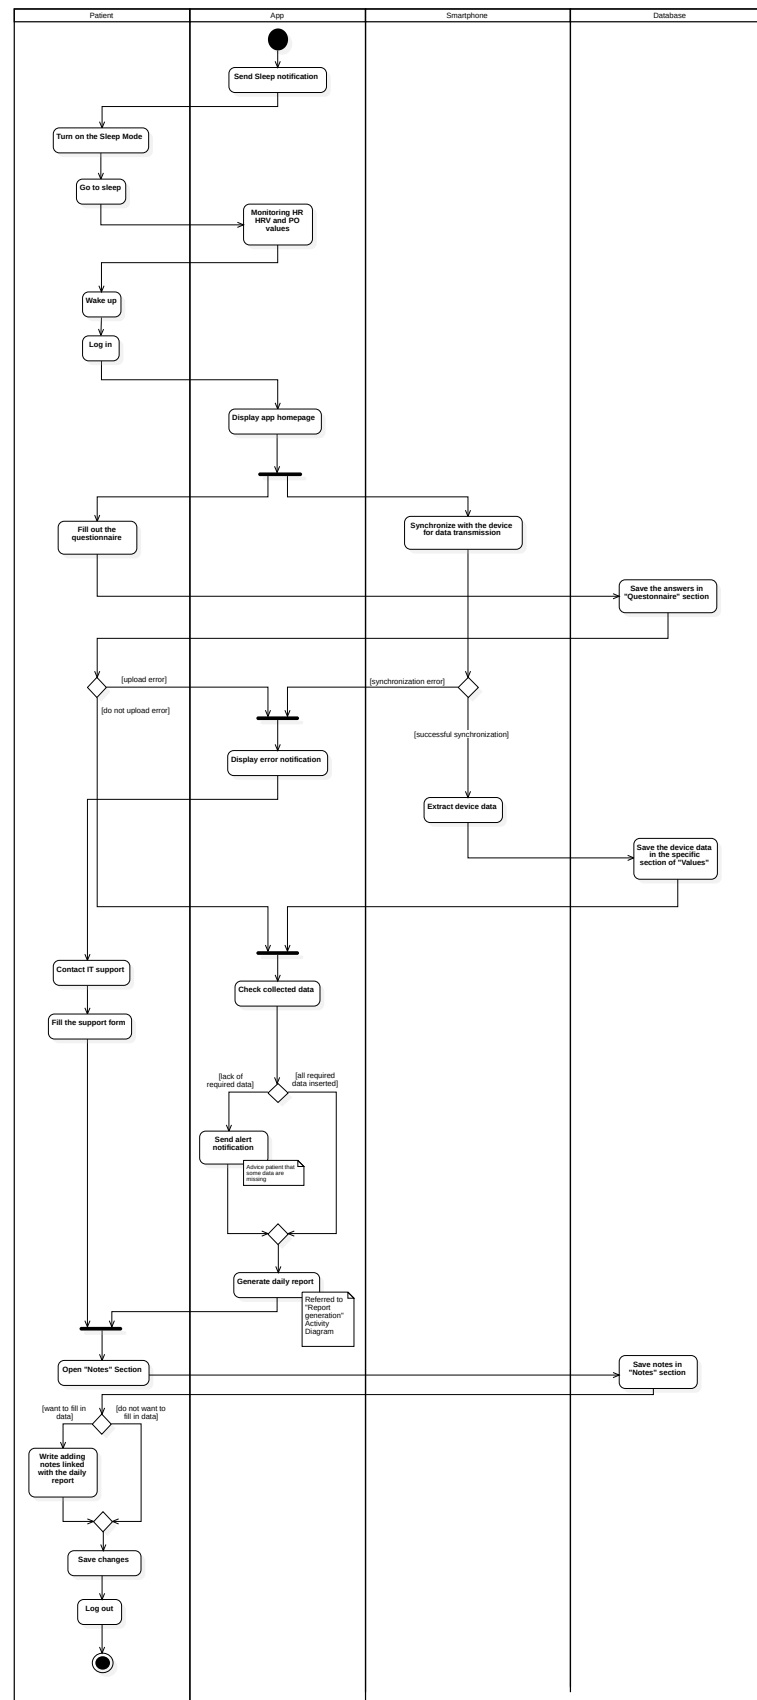 Patient
App
Smartphone
Database
Send Sleep notification
Turn on the Sleep Mode
Go to sleep
Monitoring HR
HRV and PO
values
Wake up
Log in
Display app homepage
Fill out the
questionnaire
Synchronize with the device
for data transmission
Save the answers in
"Questonnaire" section
[upload error]
[synchronization error]
[do not upload error]
[successful synchronization]
Display error notification
Extract device data
Save the device data
in the specific
section of "Values"
Contact IT support
Check collected data
Fill the support form
[lack of
required data]
[all required
data inserted]
Send alert
notification
Advice patient that
some data are
missing
Generate daily report
Referred to
"Report
generation"
Activity
Diagram
Open "Notes" Section
Save notes in
"Notes" section
[want to fill in
data]
[do not want to
fill in data]
Write adding
notes linked
with the daily
report
Save changes
Log out